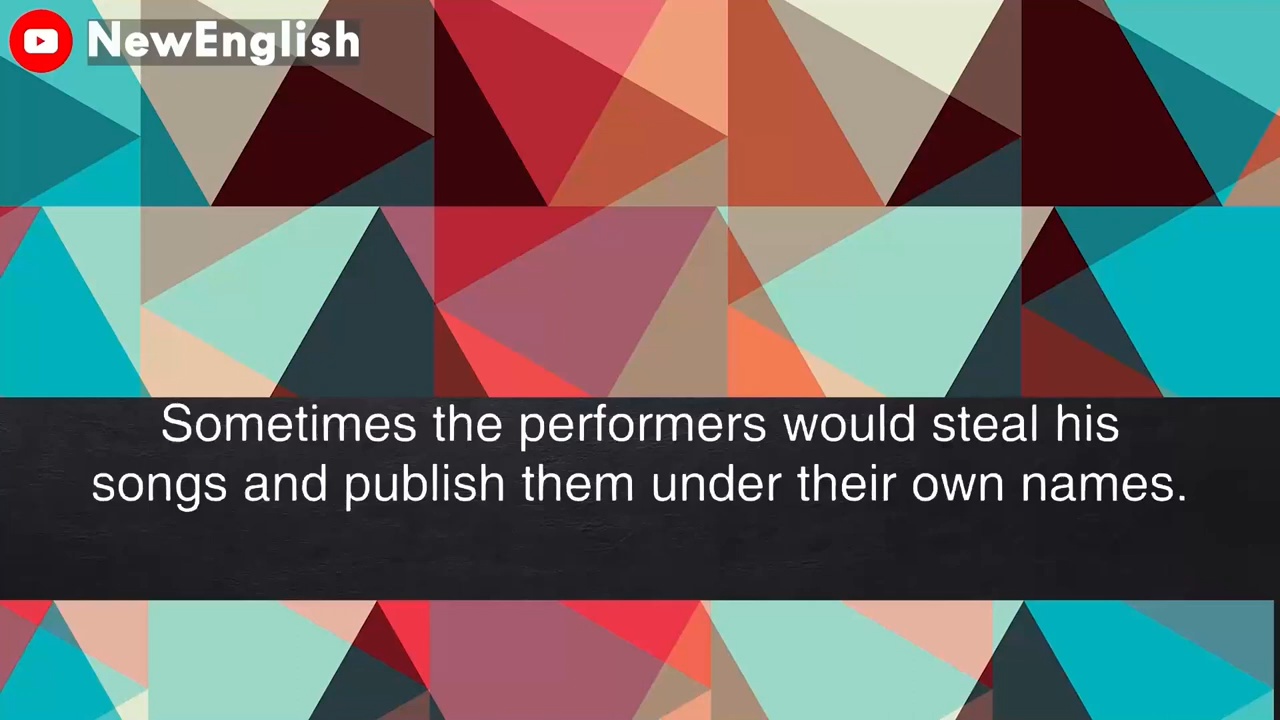 NewEnglish
Sometimes the performers would steal his
songs and publish them under their own names.